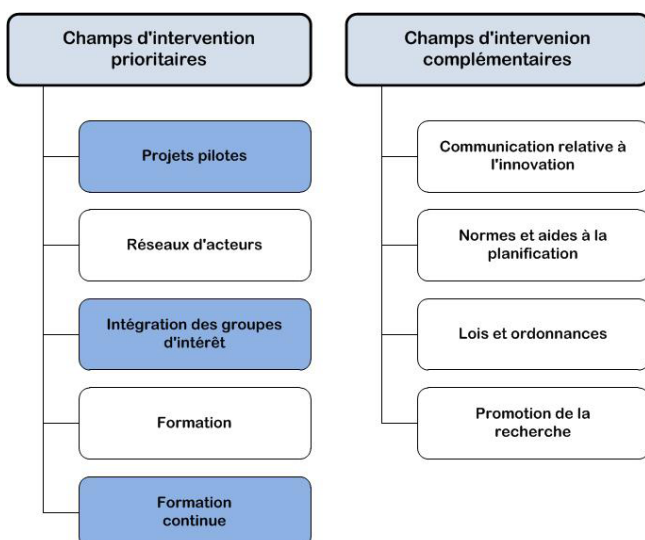 Champs d'intervention
prioritaires
Projets pilotes
Réseaux d'acteurs
Intégration des groupes
d'intérêt
Formation
Formation
continue
Champs d'intervenion
complémentaires
Communication relative à
l'innovation
Normes et aides à la
planification
Lois et ordonnances
Promotion de la
recherche